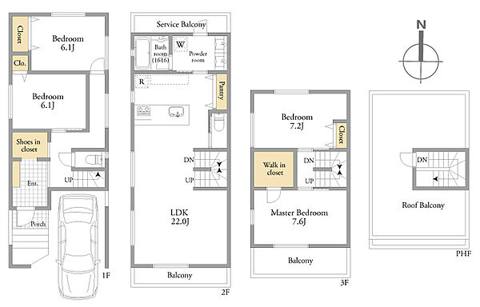 Closet
Bedroom
6.1J
Clo.
Bedroom
6.1J
Shoes in
closet
Ent.
UP
Porch
1F
Service Balcony
Bath
room
(1616)
W
Powder
room
R
Pantry
DN
UP
LDK
22.0J
Balcony
2F
Bedroom
7.2J
Closet
Walk in
closet
DN
UP
Master Bedroom
7.6J
Balcony
3F
N
DN
Roof Balcony
PHF